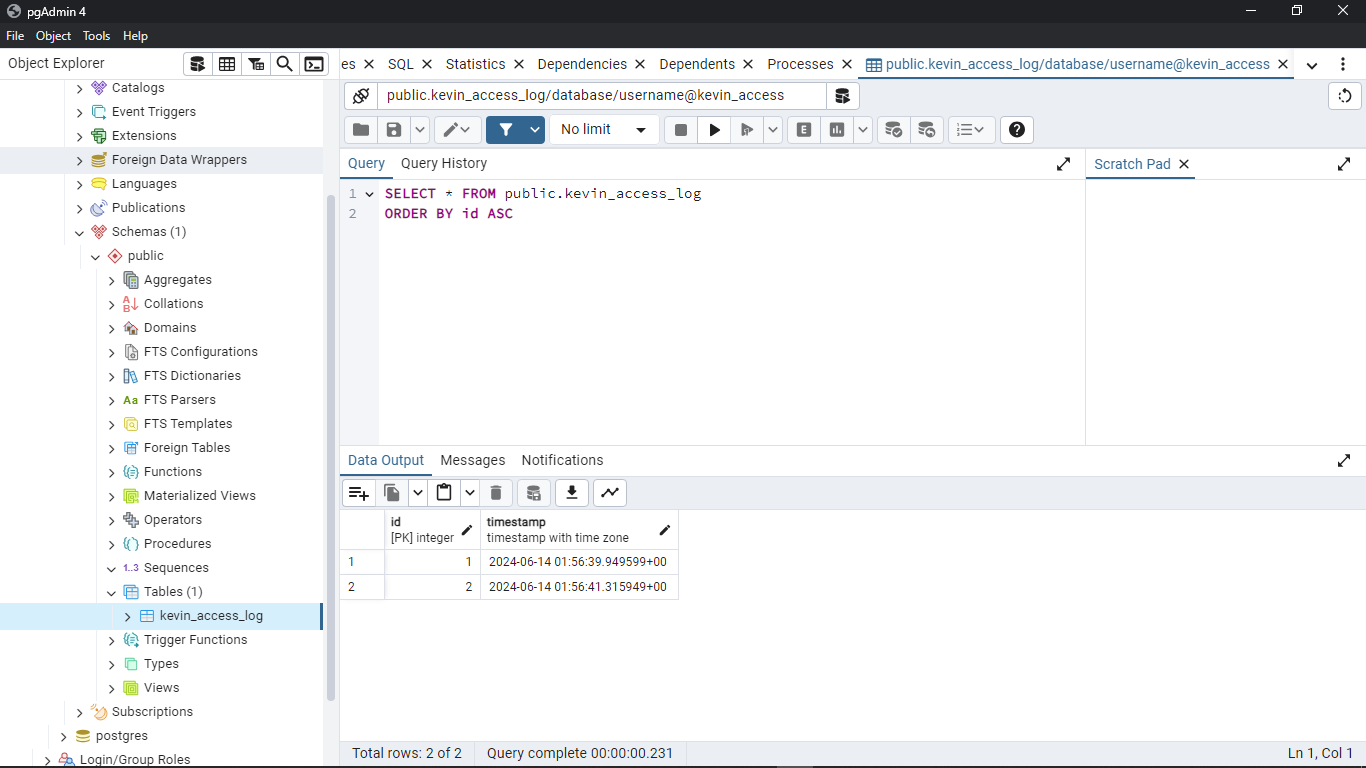 pgAdmin 4
File Object Tools Help
Object Explorer
es SQL Statistics Dependencies Dependents Processes public.kevin_access_log/database/username@kevin_access
Catalogs
Event Triggers
Extensions
Foreign Data Wrappers
Languages
Publications
Schemas (1)
public
Aggregates
Collations
Domains
FTS Configurations
FTS Dictionaries
Aa FTS Parsers
FTS Templates
Foreign Tables
Functions
Materialized Views
Operators
Procedures
1..3 Sequences
Tables (1)
kevin_access_log
Trigger Functions
Types
Views
Subscriptions
postgres
Login/Group Roles
public.kevin_access_log/database/username@kevin_access
No limit
E
Query Query History
Scratch Pad
1 SELECT * FROM public.kevin_access_log
2 ORDER BY id ASC
Data Output Messages Notifications
id timestamp
[PK] integer timestamp with time zone
1 1 2024-06-14 01:56:39.949599+00
2 2 2024-06-14 01:56:41.315949+00
Total rows: 2 of 2 Query complete 00:00:00.231 Ln 1, Col 1